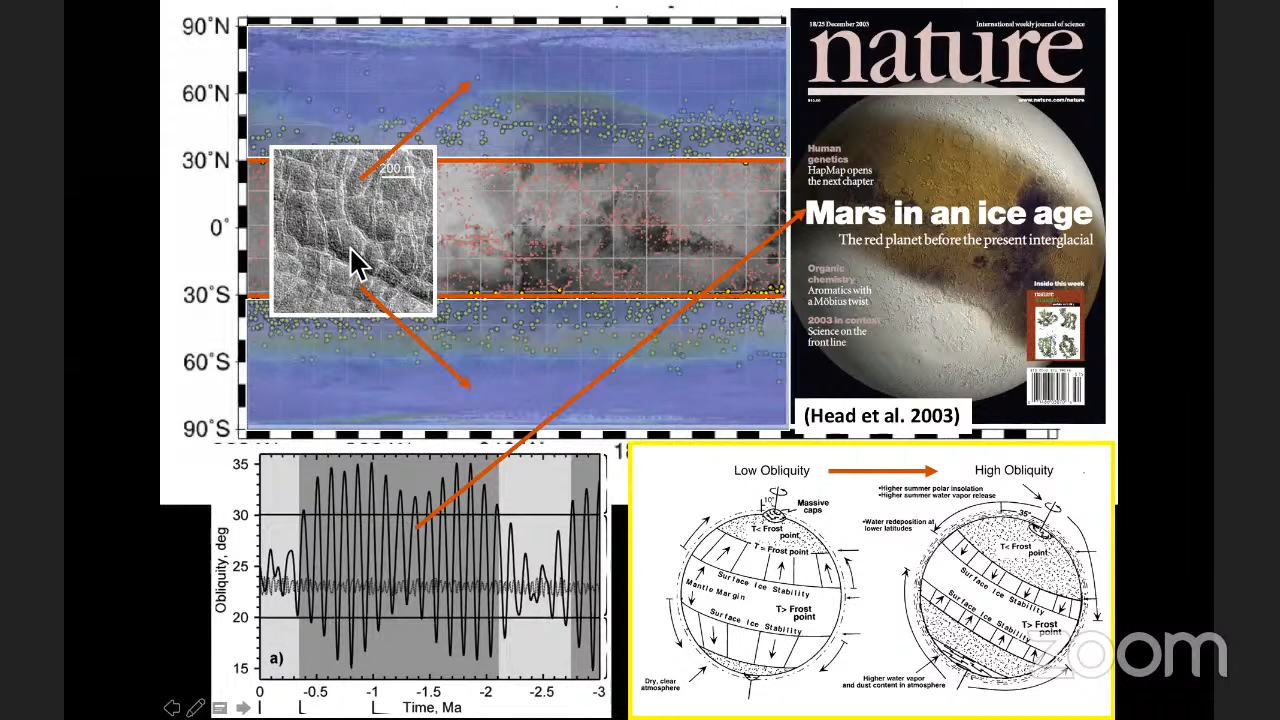 90°N
60°N
30°N
0°
30°S
60°S
90°S
200 m
18/25 December 2003
International weekly journal of science
nature
$10.00
www.nature.com/nature
Human
genetics
HapMap opens
the next chapter
Mars in an ice age
The red planet before the present interglacial
Organic
chemistry
Aromatics with
a Möbius twist
2003 in context
Science on the
front line
Inside this week
nature
(Head et al. 2003)
Obliquity, deg
35
30
25
20
15
a)
0
-0.5
-1
-1.5
-2
-2.5
-3
Time, Ma
Low Obliquity
High Obliquity
10°
Massive
caps
T< Frost
point
T = Frost point
Surface Ice Stability
Mantle Margin
T> Frost
point
Surface Ice Stability
Dry, clear
atmosphere
•Higher summer polar insolation
•Higher summer water vapor release
•Water redeposition at
lower latitudes
35°
T< Frost
point
Surface Ice Stability
Surface Ice Stability
T> Frost
point
Higher water vapor
and dust content in atmosphere
zoom